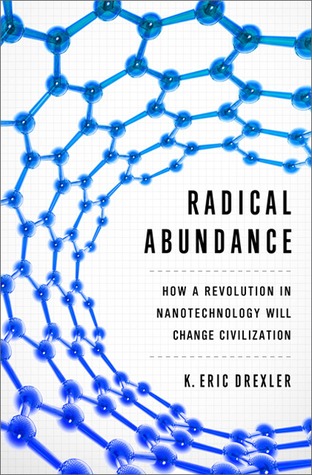 RADICAL
ABUNDANCE
HOW A REVOLUTION IN
NANOTECHNOLOGY WILL
CHANGE CIVILIZATION
K. ERIC DREXLER